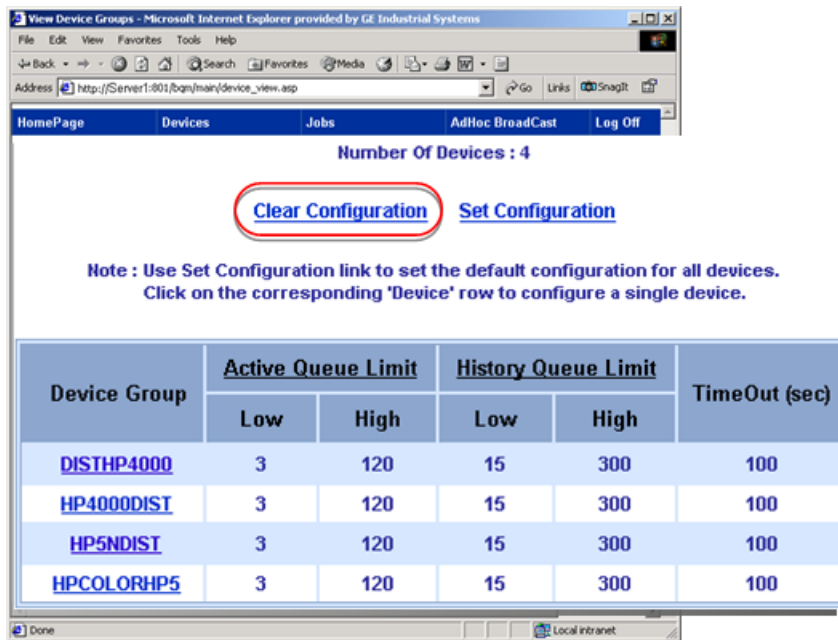 View Device Groups - Microsoft Internet Explorer provided by GE Industrial Systems
File Edit View Favorites Tools Help
Back Search Favorites Media
Address http://Server1:801/bqm/main/device_view.asp Go Links SnagIt
HomePage Devices Jobs AdHoc BroadCast Log Off
Number Of Devices : 4
Clear Configuration Set Configuration
Note : Use Set Configuration link to set the default configuration for all devices.
Click on the corresponding 'Device' row to configure a single device.
Device Group Active Queue Limit History Queue Limit TimeOut (sec)
Low High Low High
DISTHP4000 3 120 15 300 100
HP4000DIST 3 120 15 300 100
HP5NDIST 3 120 15 300 100
HPCOLORHP5 3 120 15 300 100
Done Local intranet